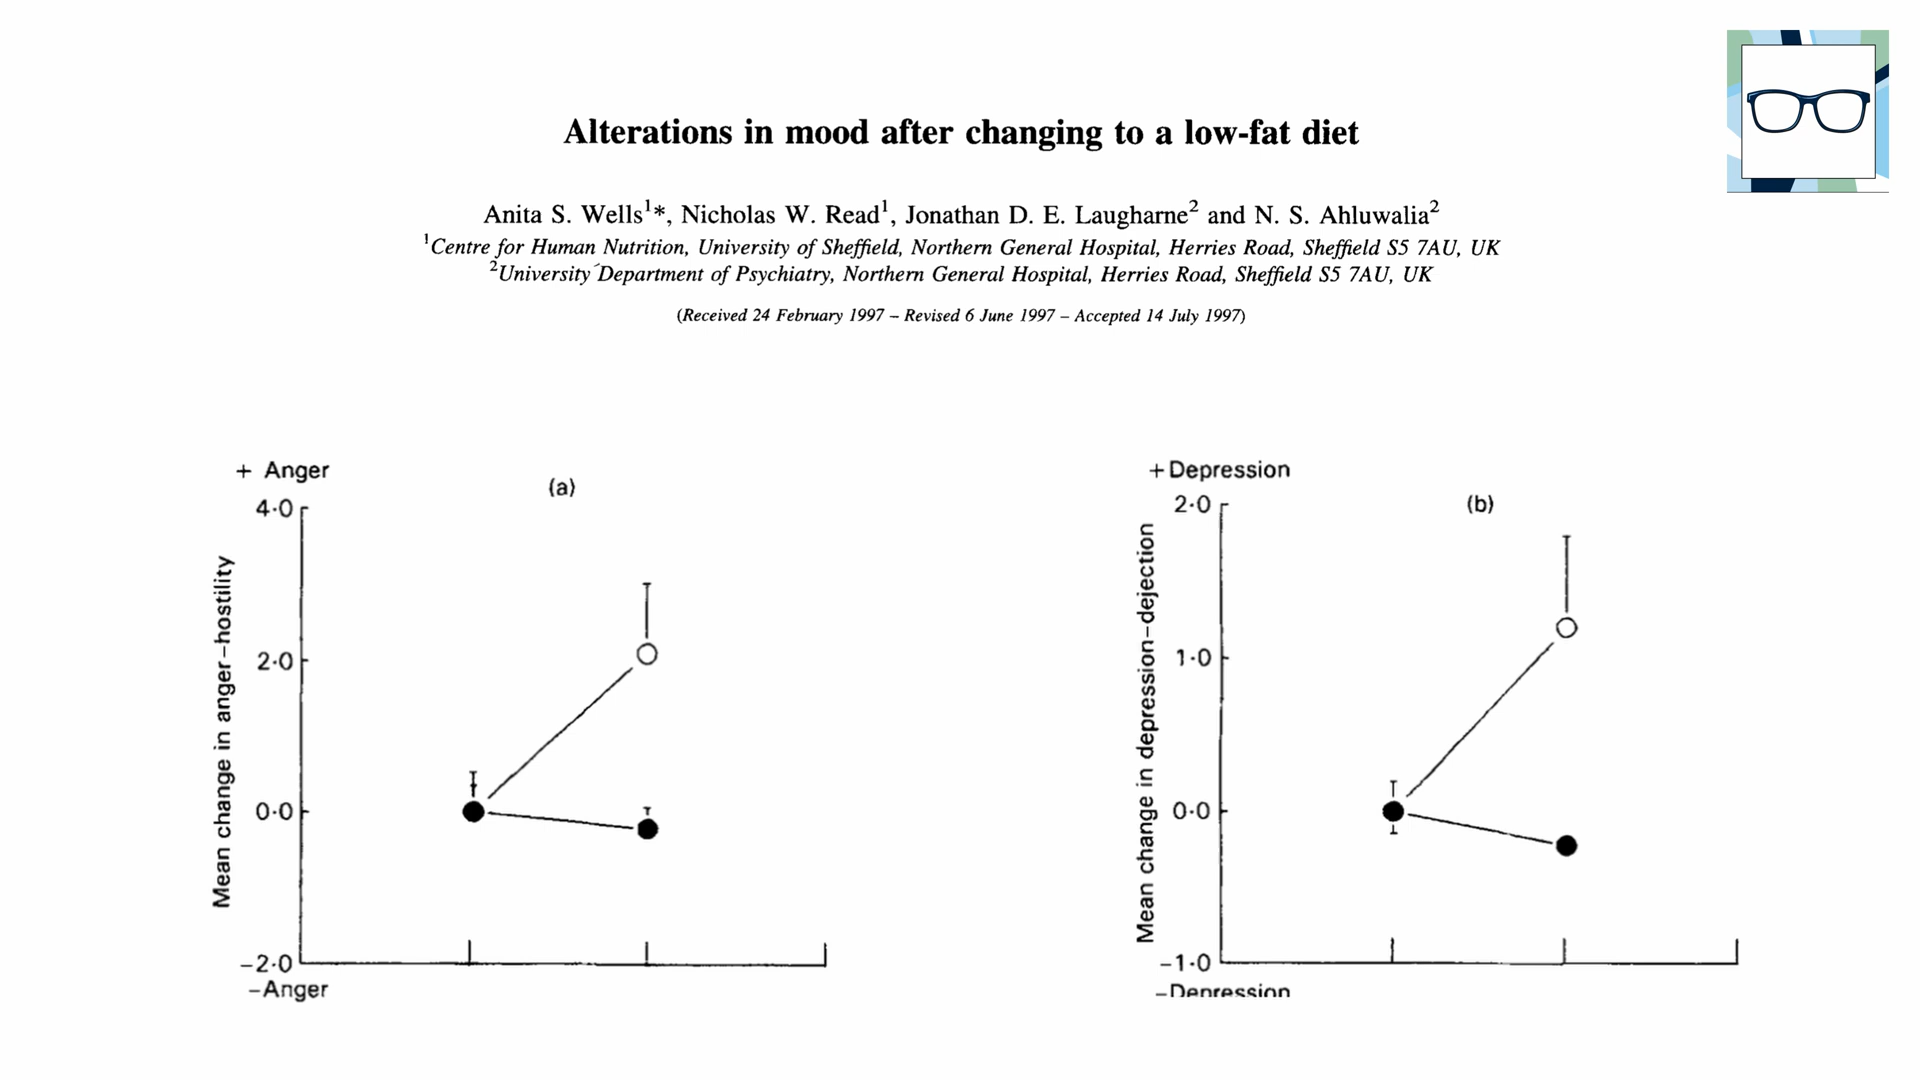 Alterations in mood after changing to a low-fat diet
Anita S. Wells¹*, Nicholas W. Read¹, Jonathan D. E. Laugharne² and N. S. Ahluwalia²
¹Centre for Human Nutrition, University of Sheffield, Northern General Hospital, Herries Road, Sheffield S5 7AU, UK
²University Department of Psychiatry, Northern General Hospital, Herries Road, Sheffield S5 7AU, UK
(Received 24 February 1997 – Revised 6 June 1997 – Accepted 14 July 1997)
+ Anger
(a)
4·0
2·0
0·0
−2·0
−Anger
Mean change in anger–hostility
+Depression
(b)
2·0
1·0
0·0
−1·0
−Depression
Mean change in depression–dejection